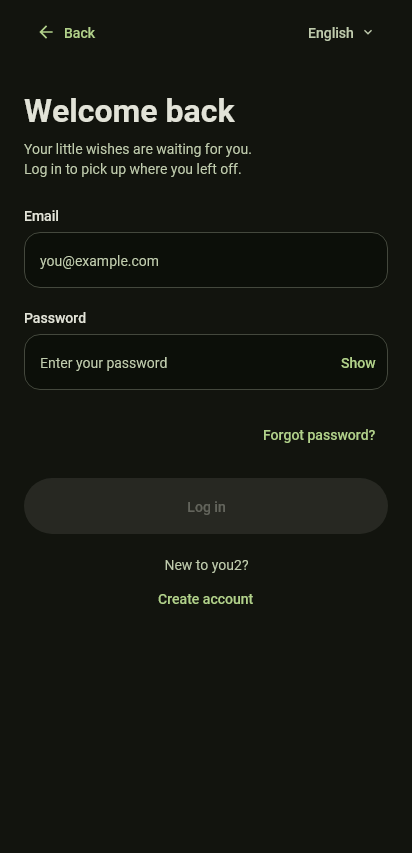 Back
English
Welcome back
Your little wishes are waiting for you.
Log in to pick up where you left off.
Email
you@example.com
Password
Enter your password
Show
Forgot password?
Log in
New to you2?
Create account